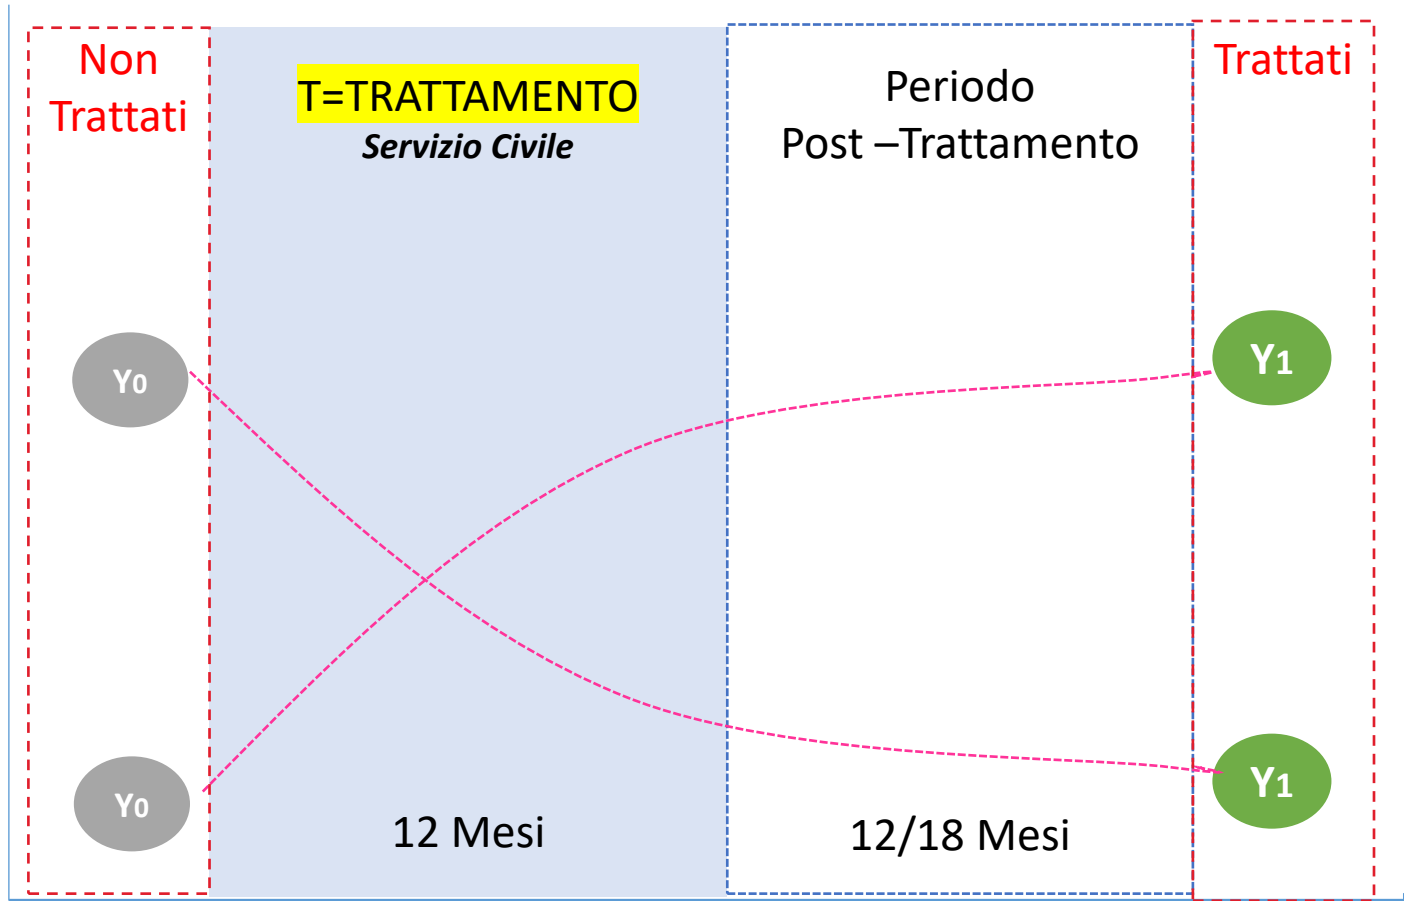 Non
Trattati
T=TRATTAMENTO
Servizio Civile
Periodo
Post –Trattamento
Trattati
Y0
Y1
Y0
Y1
12 Mesi
12/18 Mesi